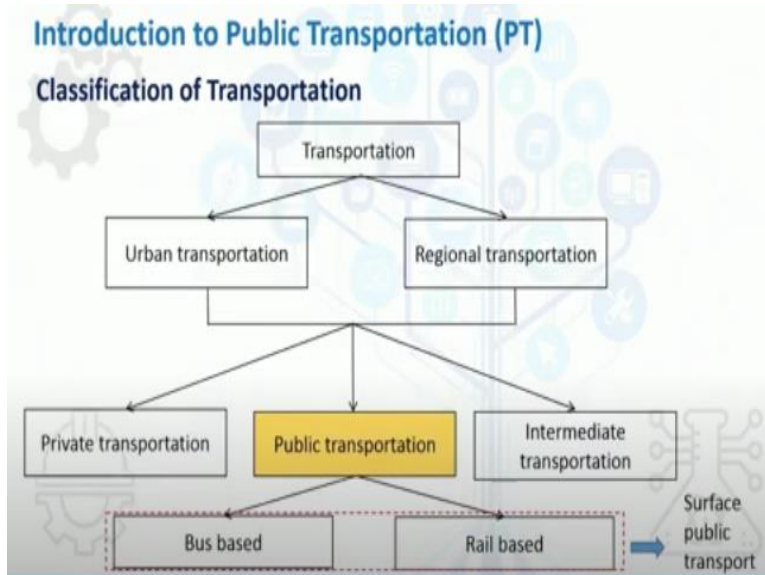 Introduction to Public Transportation (PT)
Classification of Transportation
Transportation
Urban transportation
Regional transportation
Private transportation
Public transportation
Intermediate
transportation
Bus based
Rail based
Surface
public
transport